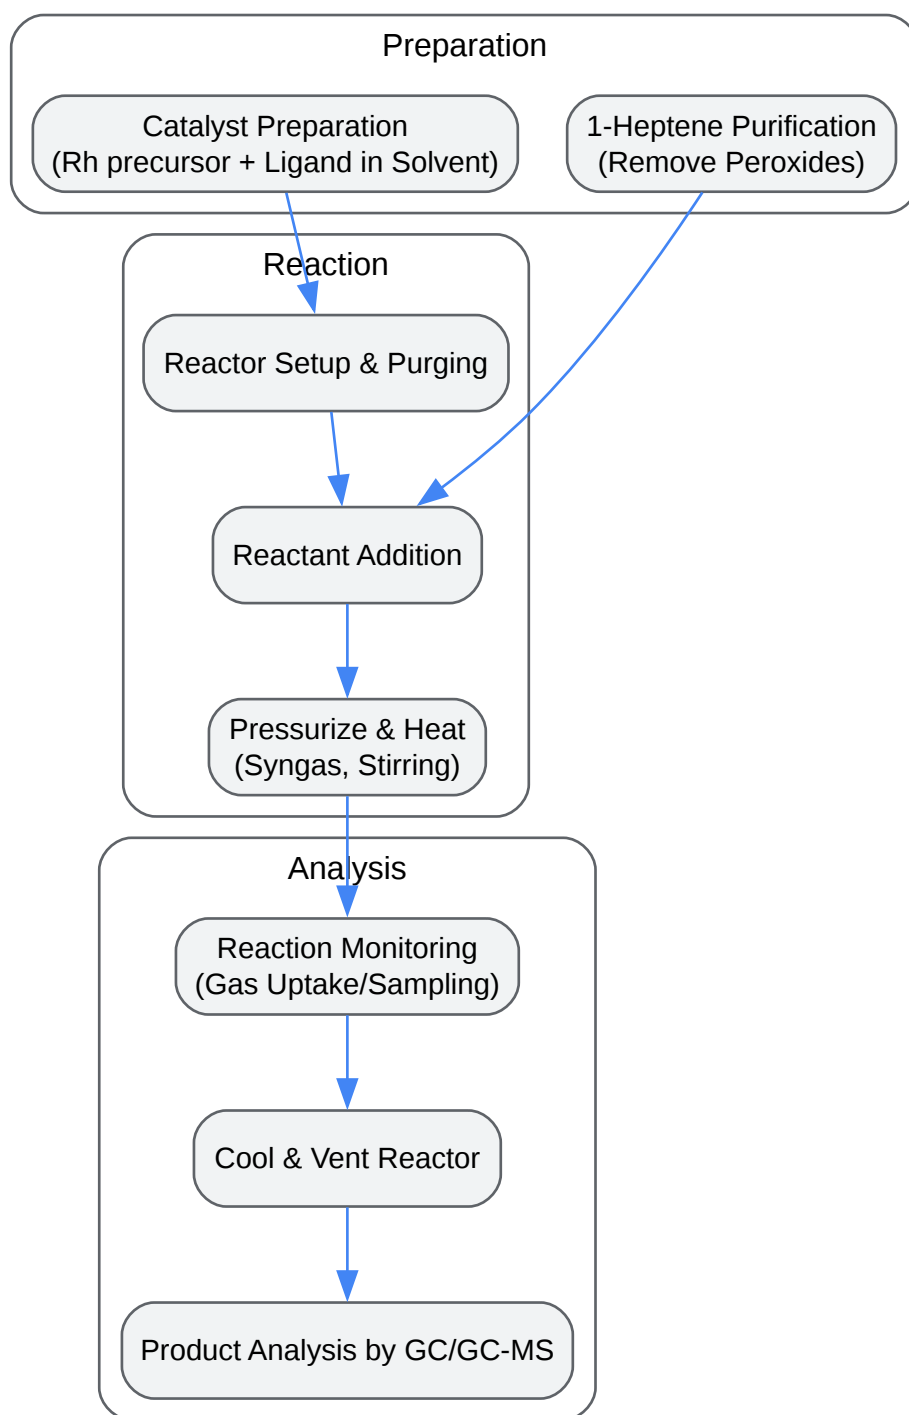 Preparation
Catalyst Preparation
(Rh precursor + Ligand in Solvent)
1-Heptene Purification
(Remove Peroxides)
Reaction
Reactor Setup & Purging
Reactant Addition
Pressurize & Heat
(Syngas, Stirring)
Analysis
Reaction Monitoring
(Gas Uptake/Sampling)
Cool & Vent Reactor
Product Analysis by GC/GC-MS